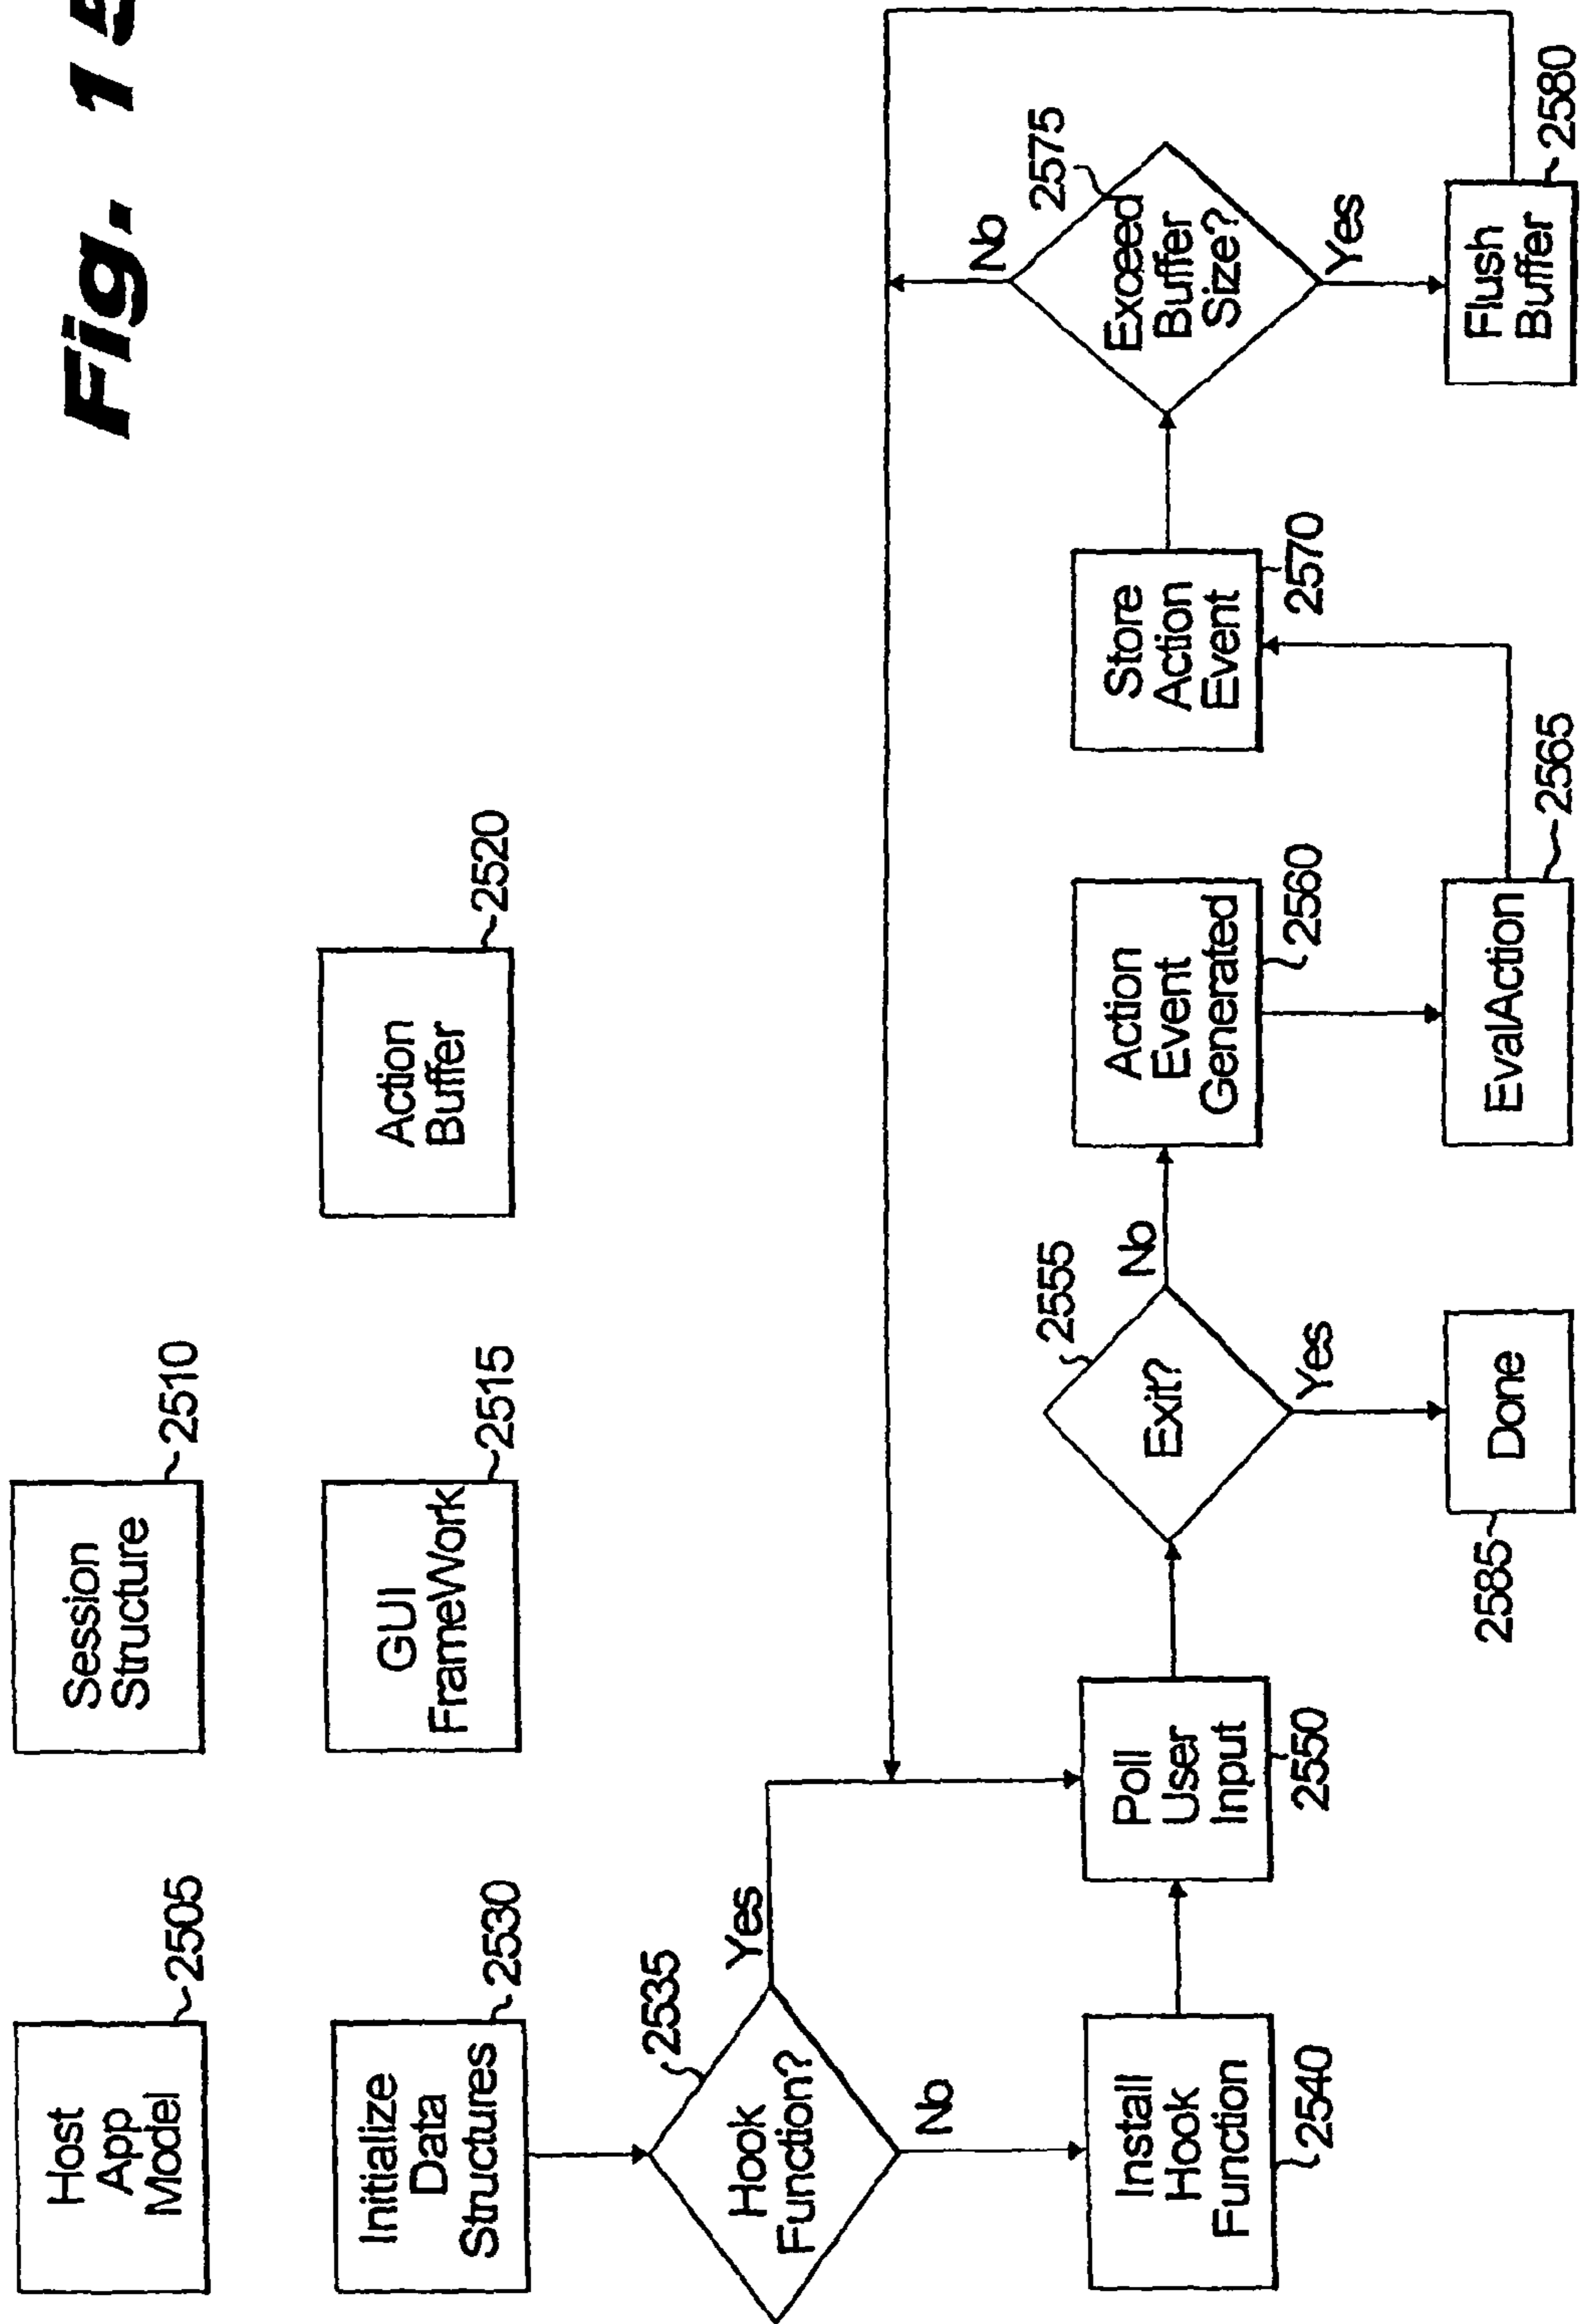 Fig. 1
Host
App
Model
2505
Session
Structure
2510
Initialize
Data
Structures
2530
GUI
FrameWork
2515
Action
Buffer
2520
Hook
Function?
2535
Yes
No
Install
Hook
Function
2540
Poll
User
Input
2550
Exit?
2555
No
Yes
Done
2585
Action
Event
Generated
2560
EvalAction
2565
Store
Action
Event
2570
Exceed
Buffer
Size?
2575
No
Yes
Flush
Buffer
2580